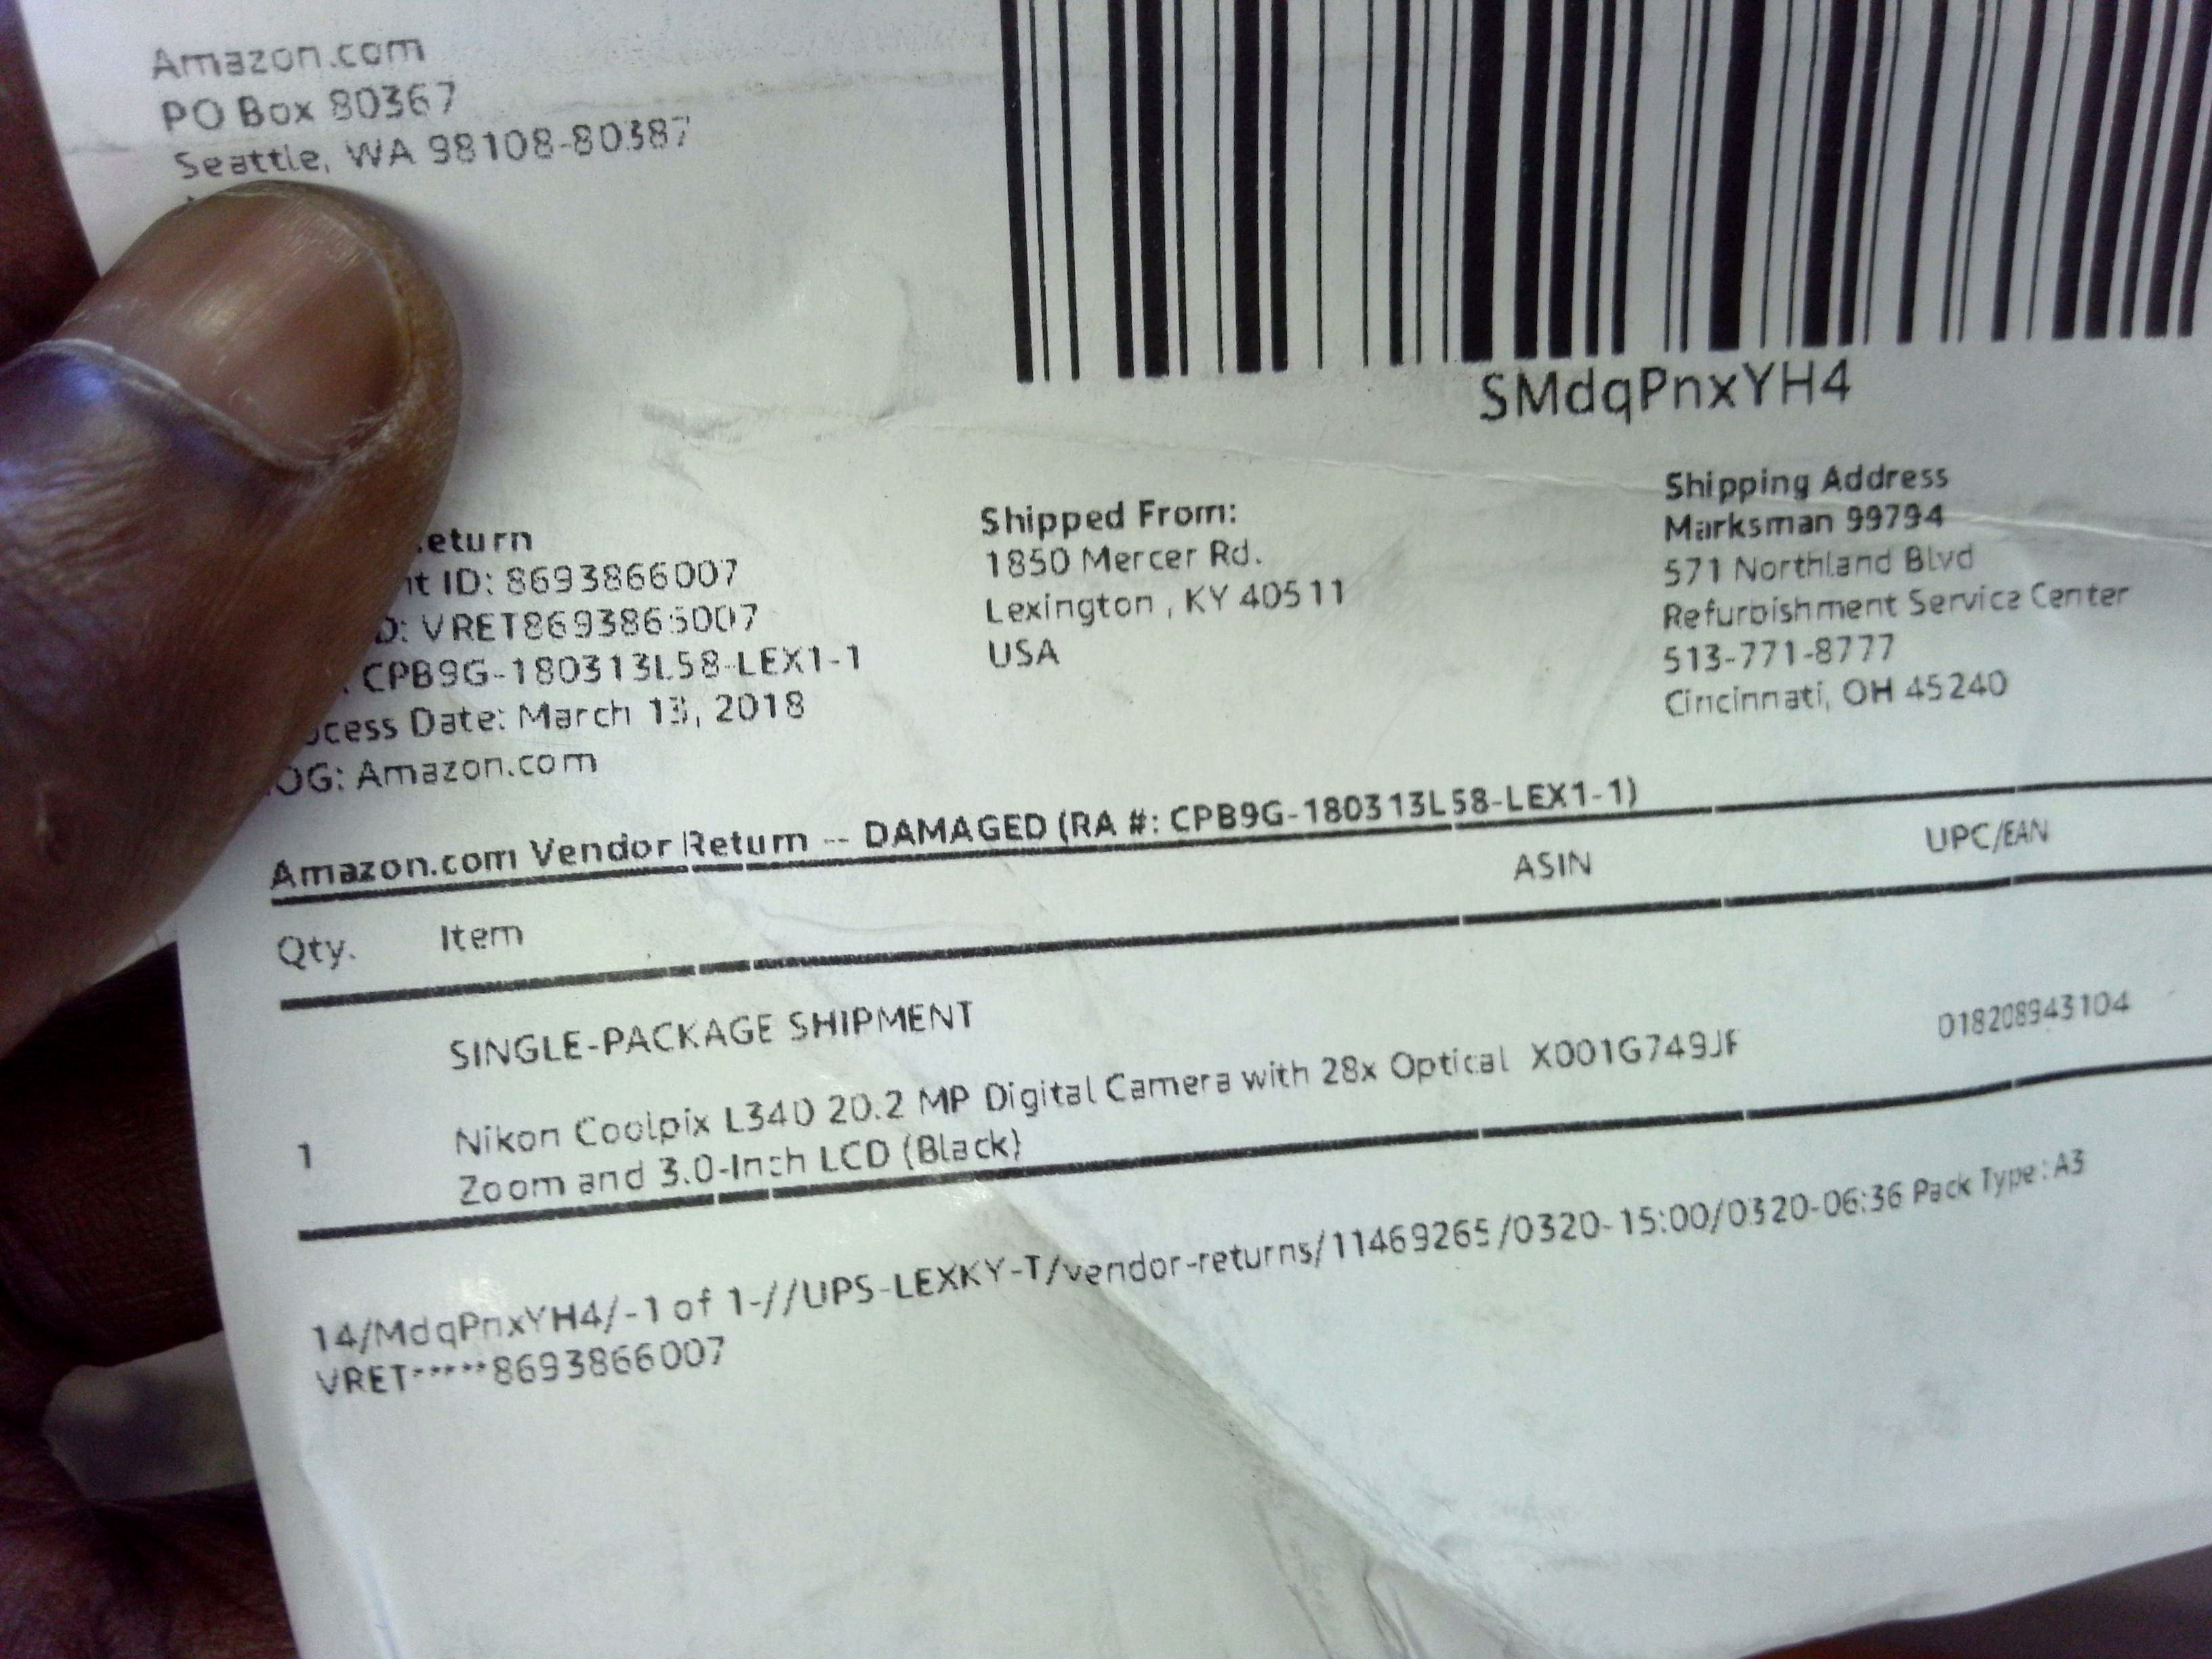 Amazon.com
PO Box 80367
Seattle, WA 98108-80387
SMdqPnxYH4
eturn
nt ID: 8693866007
D: VRET8693866007
: CPB9G-180313L58-LEX1-1
ocess Date: March 13, 2018
OG: Amazon.com
Shipped From:
1850 Mercer Rd.
Lexington , KY 40511
USA
Shipping Address
Marksman 99794
571 Northland Blvd
Refurbishment Service Center
513-771-8777
Cincinnati, OH 45240
Amazon.com Vendor Return -- DAMAGED (RA #: CPB9G-180313L58-LEX1-1)
Qty. Item ASIN UPC/EAN
SINGLE-PACKAGE SHIPMENT
1 Nikon Coolpix L340 20.2 MP Digital Camera with 28x Optical X001G749JF 018208943104
Zoom and 3.0-Inch LCD (Black)
14/MdqPnxYH4/-1 of 1-//UPS-LEXKY-T/vendor-returns/11469265/0320-15:00/0320-06:36 Pack Type: A3
VRET*****8693866007